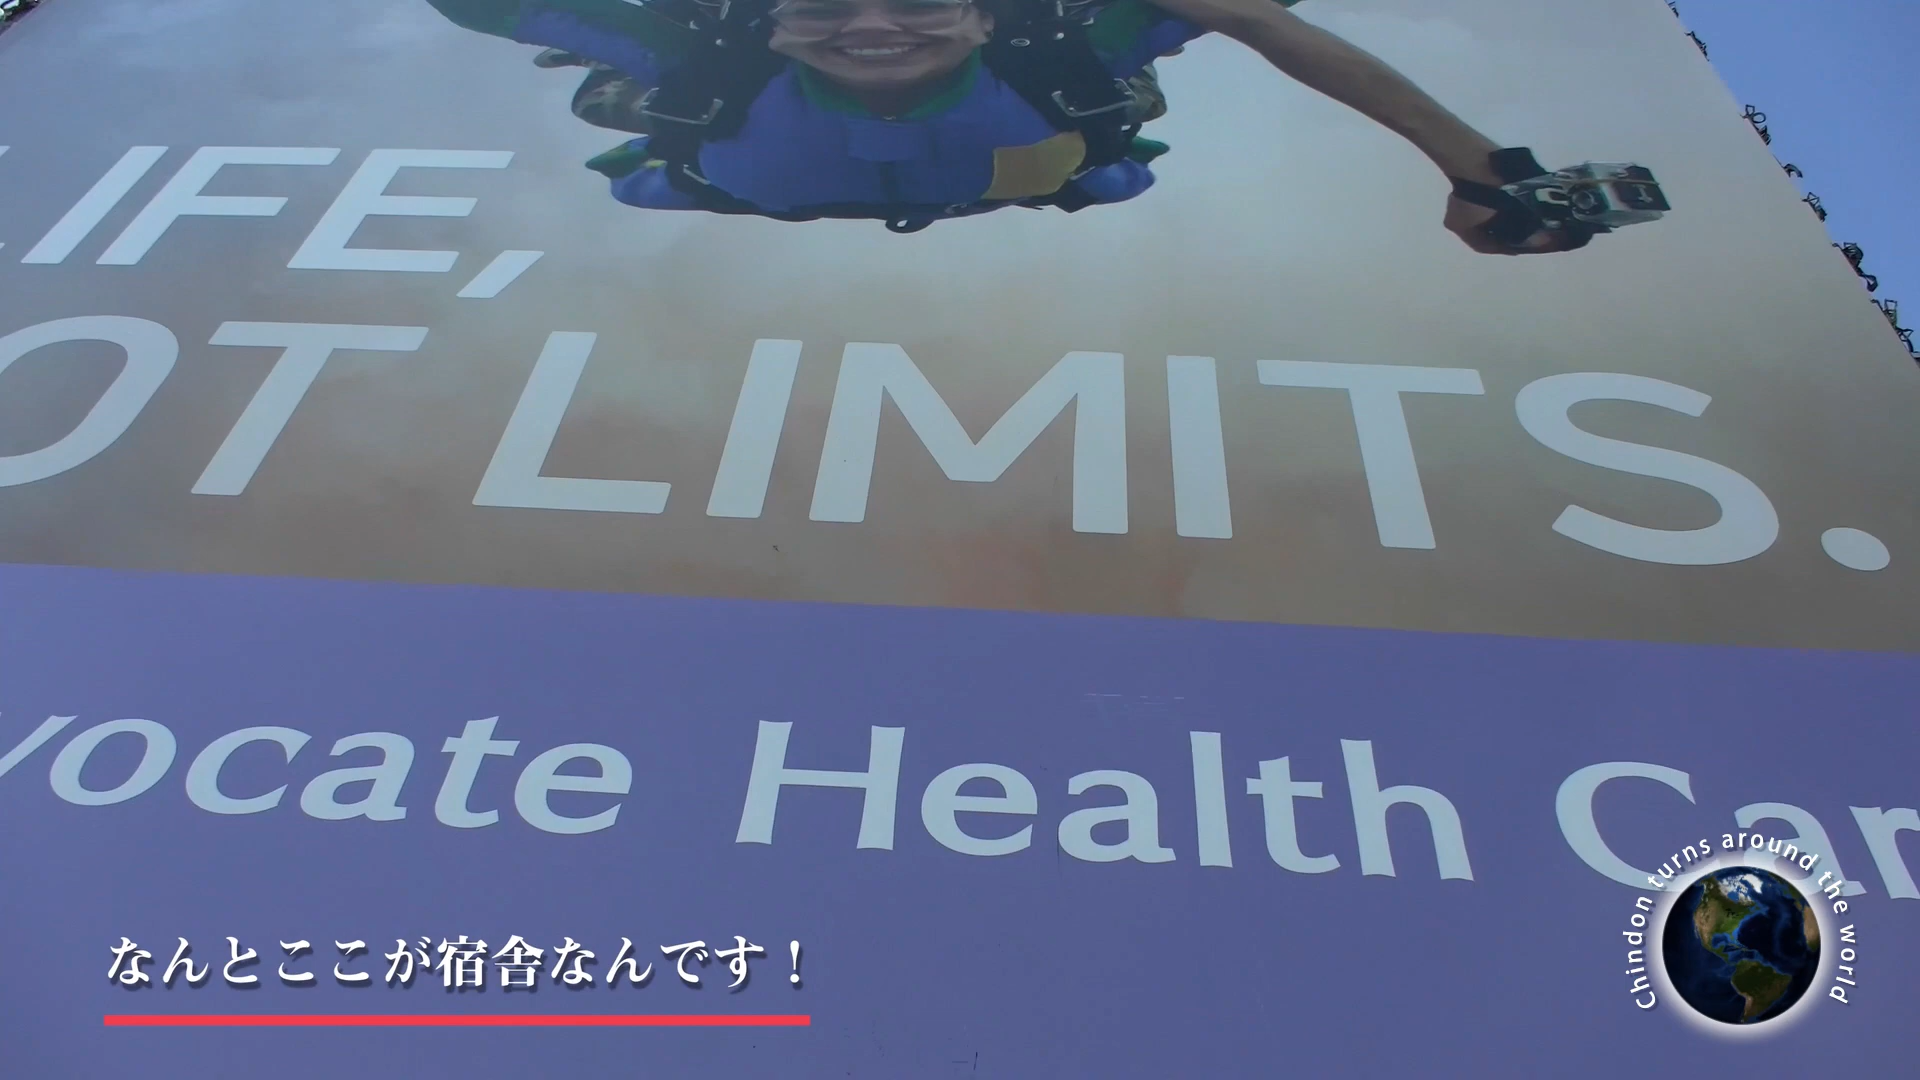 LIFE,
OT LIMITS.
vocate Health Car
なんとここが宿舎なんです！
Chindon turns around the world